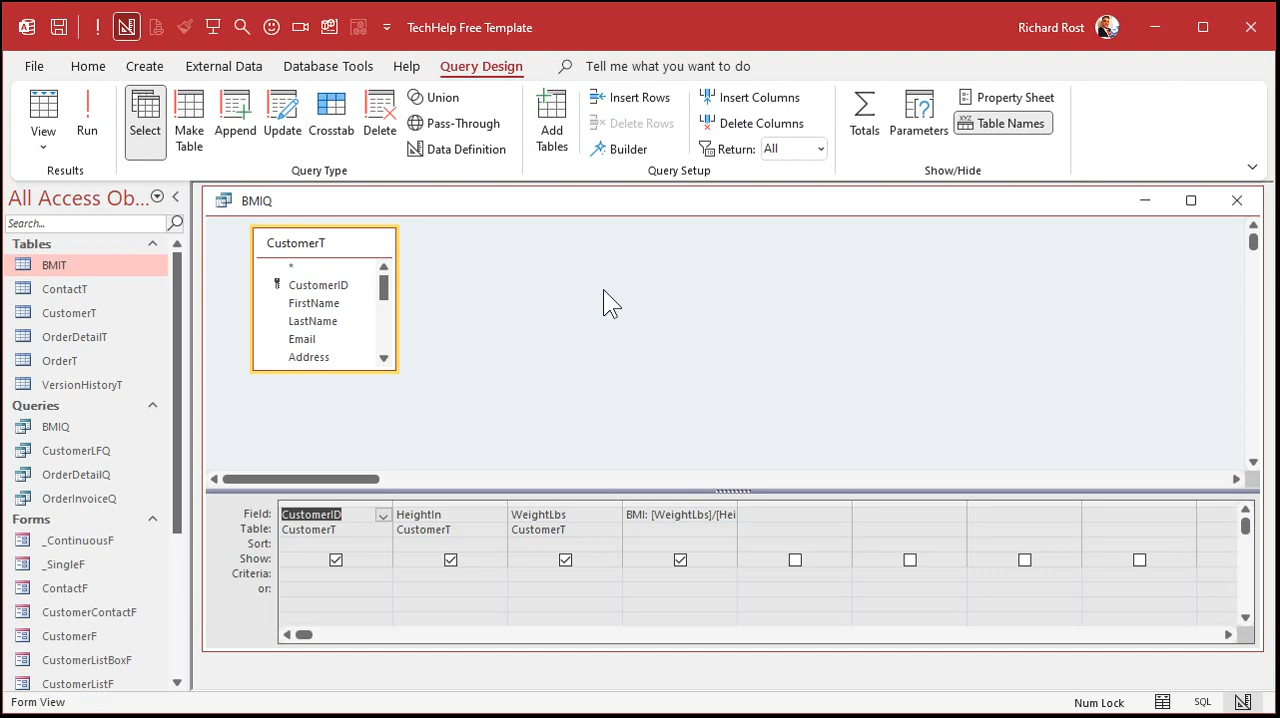 TechHelp Free Template
Richard Rost
File Home Create External Data Database Tools Help Query Design Tell me what you want to do
View
Run
Results
Select
Make Table
Append
Update
Crosstab
Delete
Union
Pass-Through
Data Definition
Query Type
Add Tables
Insert Rows
Delete Rows
Builder
Insert Columns
Delete Columns
Return: All
Query Setup
Totals
Parameters
Property Sheet
Table Names
Show/Hide
All Access Ob...
Search...
Tables
BMIT
ContactT
CustomerT
OrderDetailT
OrderT
VersionHistoryT
Queries
BMIQ
CustomerLFQ
OrderDetailQ
OrderInvoiceQ
Forms
_ContinuousF
_SingleF
ContactF
CustomerContactF
CustomerF
CustomerListBoxF
CustomerListF
BMIQ
CustomerT
*
CustomerID
FirstName
LastName
Email
Address
Field: CustomerID HeightIn WeightLbs BMI: [WeightLbs]/[Hei
Table: CustomerT CustomerT CustomerT
Sort:
Show:
Criteria:
or:
Form View
Num Lock
SQL